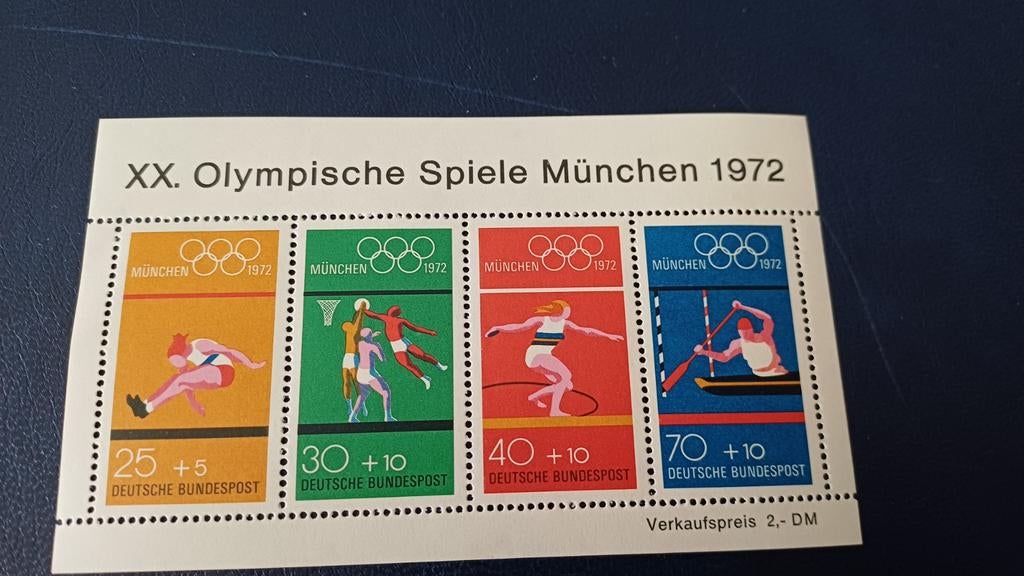 XX. Olympische Spiele München 1972
MÜNCHEN 1972
25 +5
DEUTSCHE BUNDESPOST
MÜNCHEN 1972
30 +10
DEUTSCHE BUNDESPOST
MÜNCHEN 1972
40 +10
DEUTSCHE BUNDESPOST
MÜNCHEN 1972
70 +10
DEUTSCHE BUNDESPOST
Verkaufspreis 2,- DM